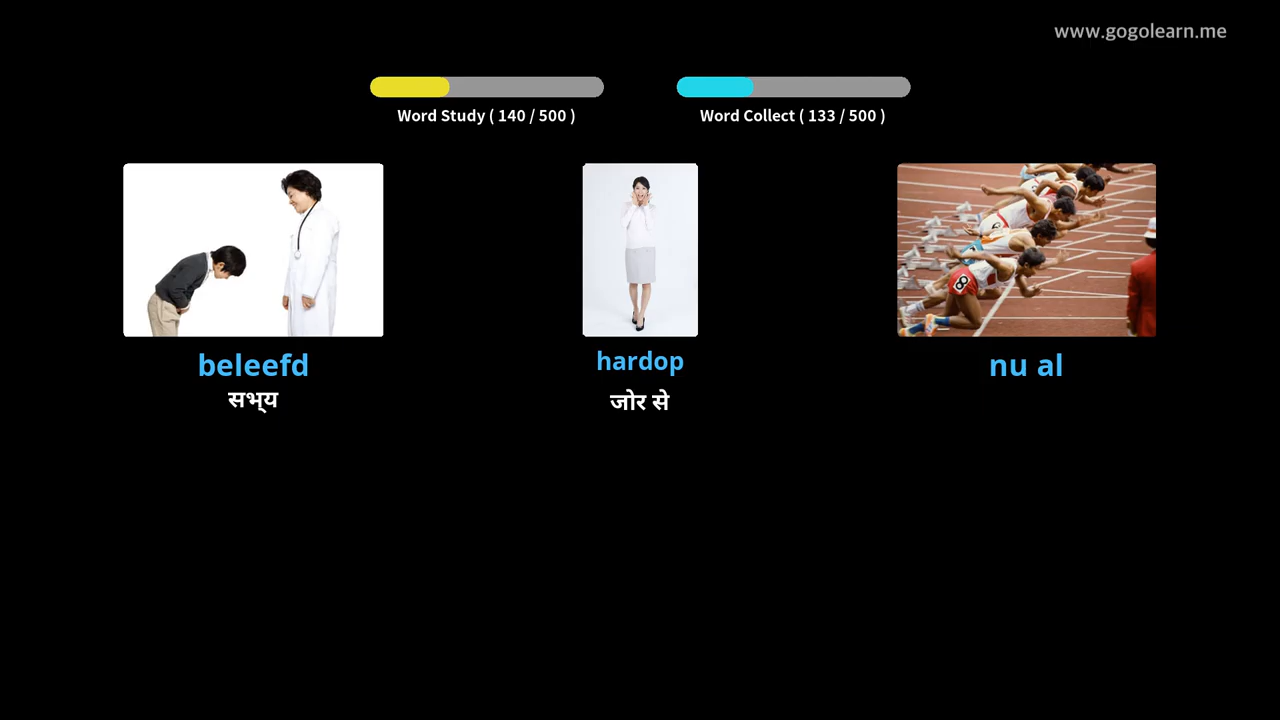 www.gogolearn.me
Word Study ( 140 / 500 )
Word Collect ( 133 / 500 )
beleefd
सभ्य
hardop
जोर से
nu al